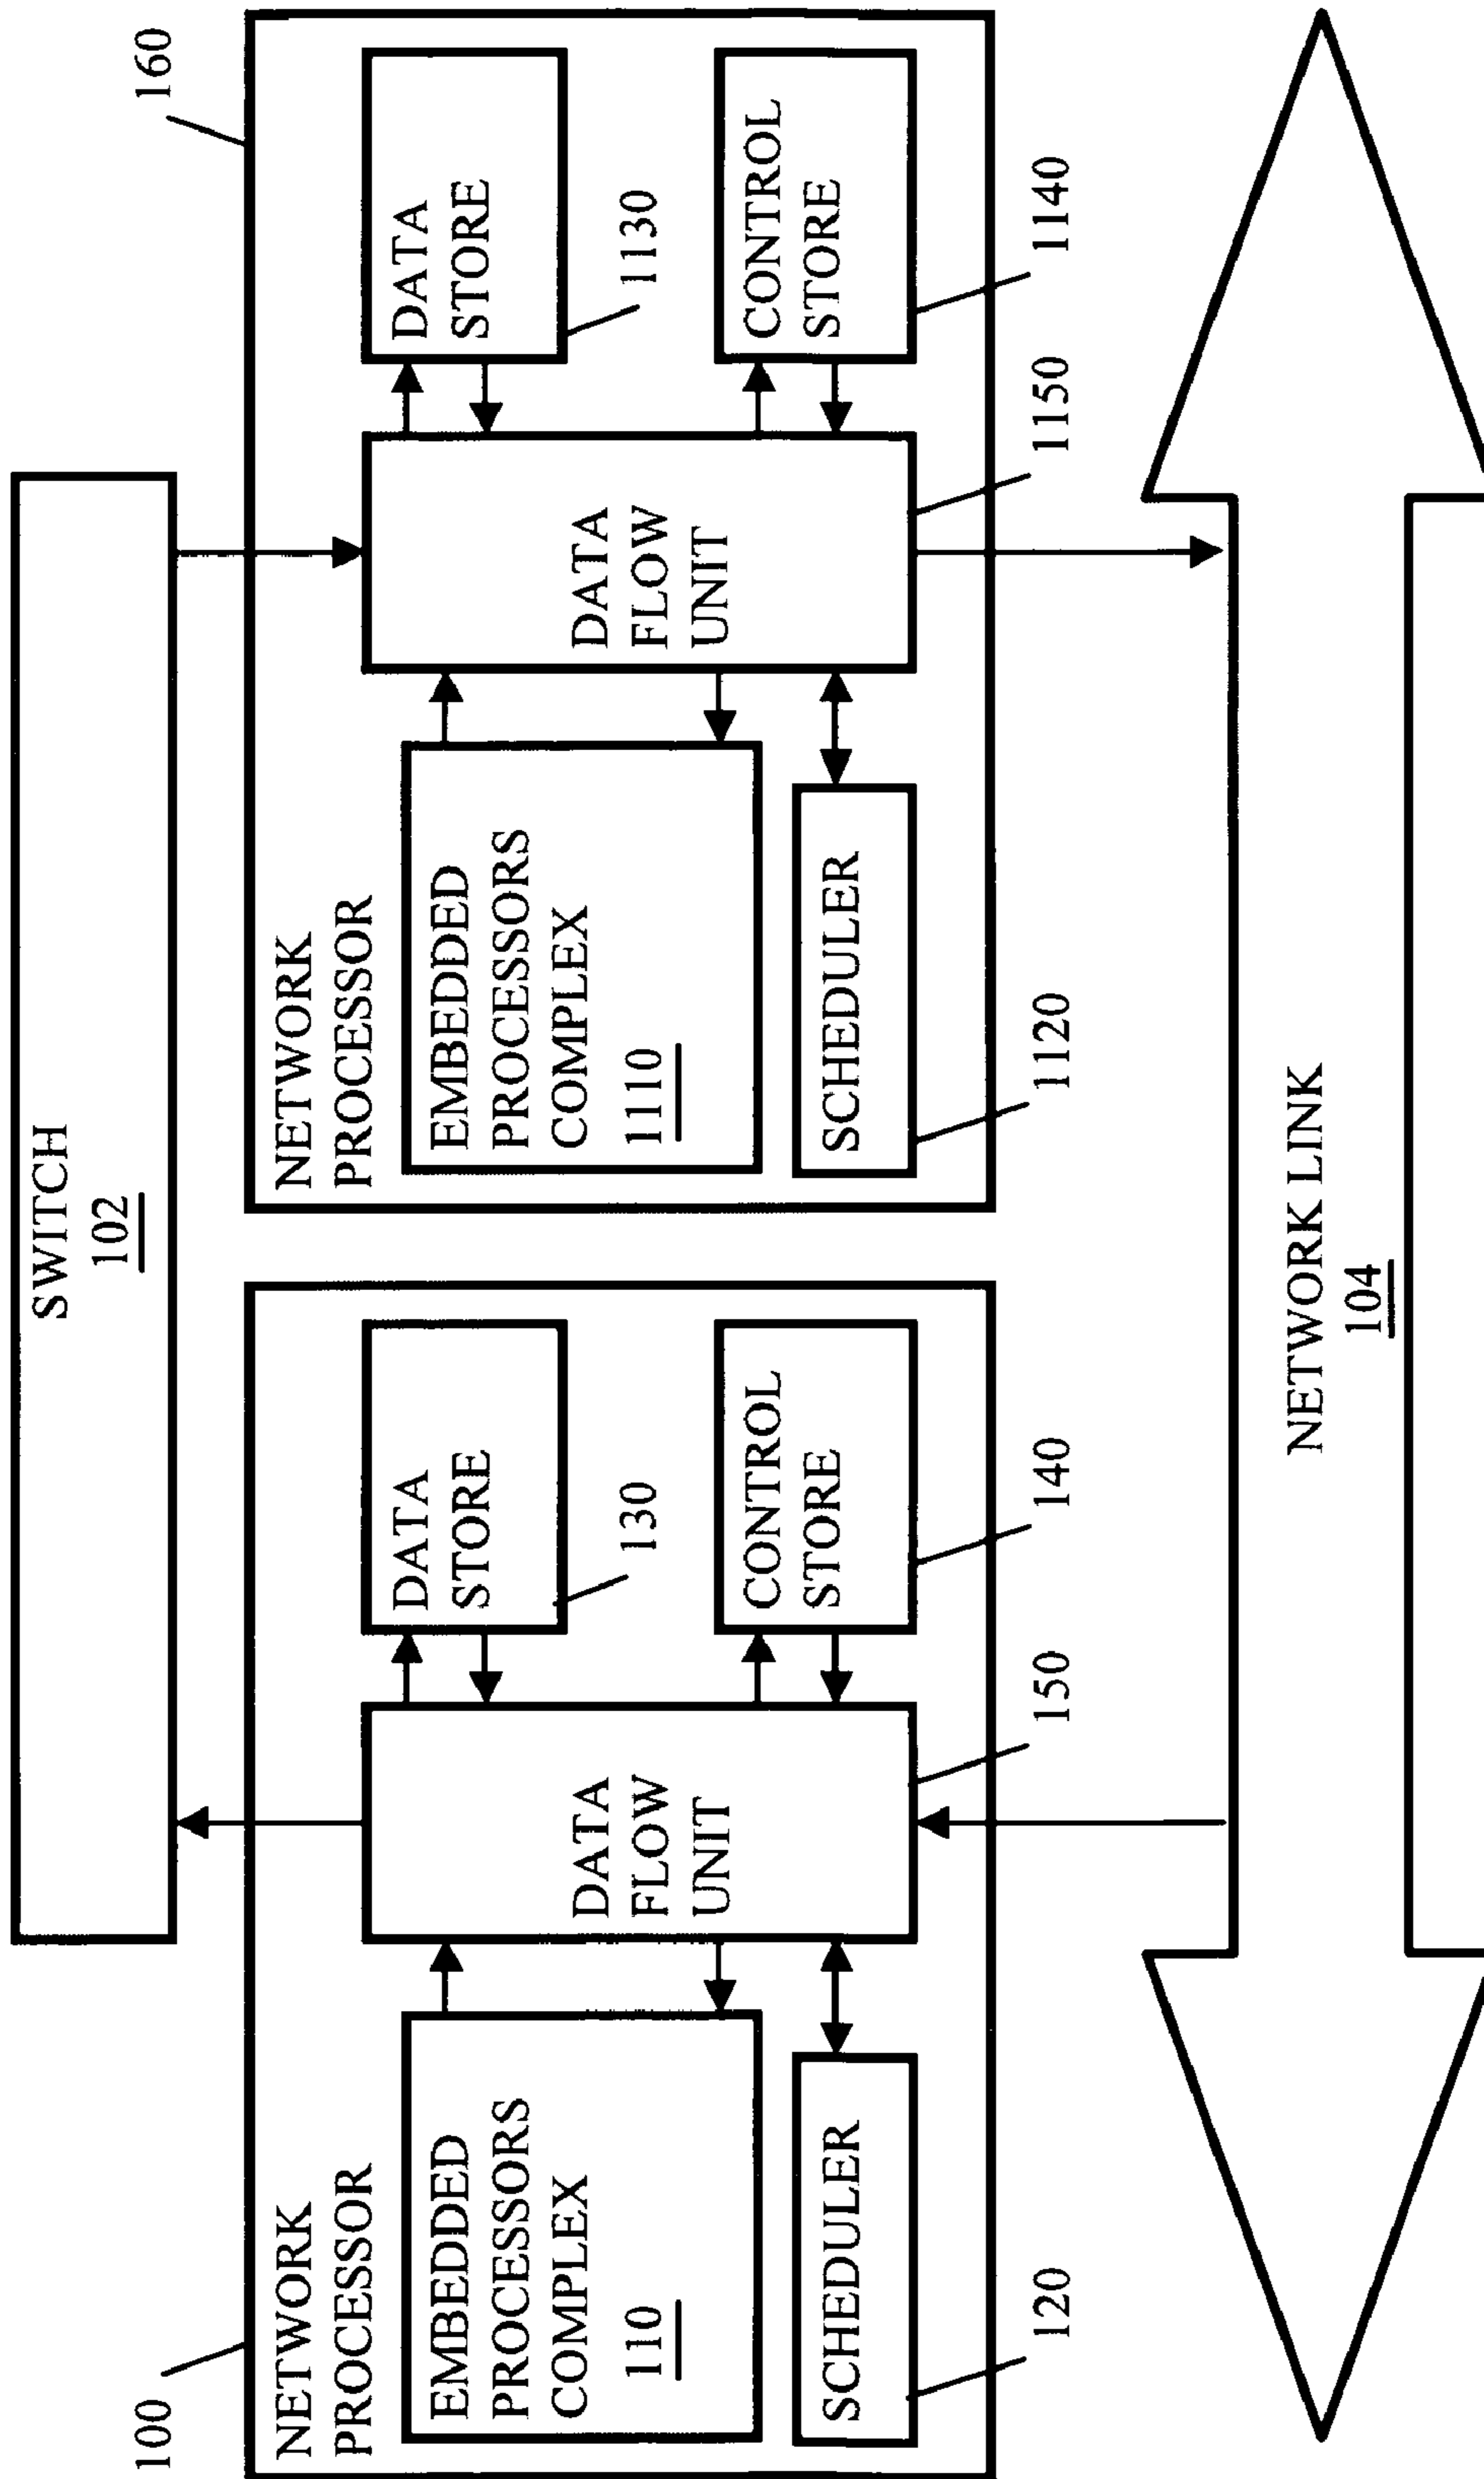 SWITCH
102
100
NETWORK
PROCESSOR
EMBEDDED
PROCESSORS
COMPLEX
110
SCHEDULER
120
DATA
FLOW
UNIT
150
DATA
STORE
130
CONTROL
STORE
140
160
NETWORK
PROCESSOR
EMBEDDED
PROCESSORS
COMPLEX
1110
SCHEDULER
1120
DATA
FLOW
UNIT
1150
DATA
STORE
1130
CONTROL
STORE
1140
NETWORK LINK
104